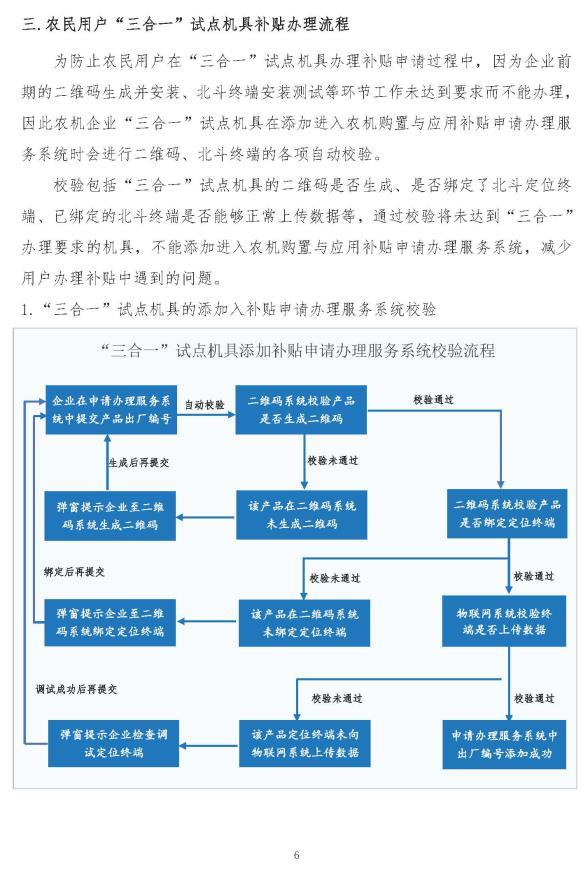 三.农民用户“三合一”试点机具补贴办理流程
为防止农民用户在“三合一”试点机具办理补贴申请过程中，因为企业前
期的二维码生成并安装、北斗终端安装测试等环节工作未达到要求而不能办理，
因此农机企业“三合一”试点机具在添加进入农机购置与应用补贴申请办理服
务系统时会进行二维码、北斗终端的各项自动校验。
校验包括“三合一”试点机具的二维码是否生成、是否绑定了北斗定位终
端、已绑定的北斗终端是否能够正常上传数据等，通过校验将未达到“三合一”
办理要求的机具，不能添加进入农机购置与应用补贴申请办理服务系统，减少
用户办理补贴中遇到的问题。
1.“三合一”试点机具的添加入补贴申请办理服务系统校验
“三合一”试点机具添加补贴申请办理服务系统校验流程
企业在申请办理服务系
统中提交产品出厂编号
自动校验
二维码系统校验产品
是否生成二维码
校验通过
生成后再提交
校验未通过
弹窗提示企业至二维
码系统生成二维码
该产品在二维码系统
未生成二维码
二维码系统校验产品
是否绑定定位终端
绑定后再提交
校验未通过
校验通过
弹窗提示企业至二维
码系统绑定定位终端
该产品在二维码系统
未绑定定位终端
物联网系统校验终
端是否上传数据
调试成功后再提交
校验未通过
校验通过
弹窗提示企业检查调
试定位终端
该产品定位终端未向
物联网系统上传数据
申请办理服务系统中
出厂编号添加成功
6